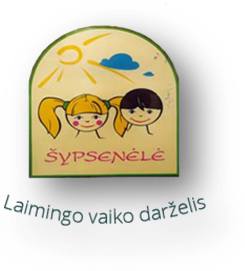 ŠYPSENĖLĖ
Laimingo vaiko darželis